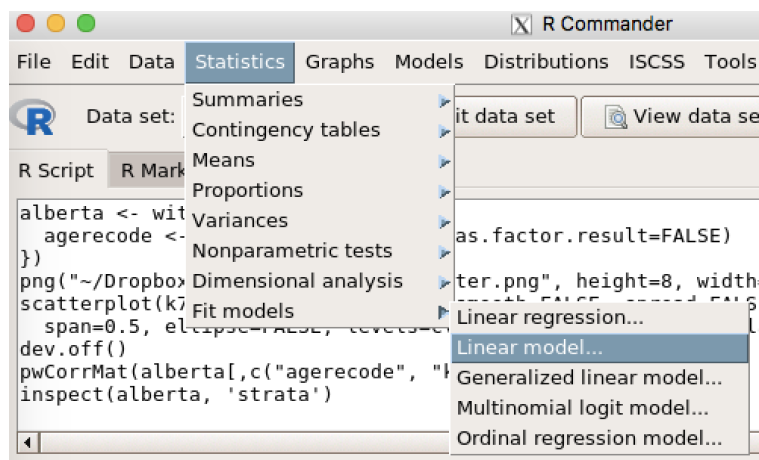 X R Commander
File Edit Data Statistics Graphs Models Distributions ISCSS Tools
R Data set: it data set View data se
R Script R Mark
Summaries
Contingency tables
Means
Proportions
Variances
Nonparametric tests
Dimensional analysis
Fit models
Linear regression...
Linear model...
Generalized linear model...
Multinomial logit model...
Ordinal regression model...
alberta <- wit
agerecode <- as.factor.result=FALSE)
})
png("~/Dropbox ter.png", height=8, width=
scatterplot(k7
span=0.5, ellipse=FALSE,
dev.off()
pwCorrMat(alberta[,c("agerecode", "k
inspect(alberta, 'strata')